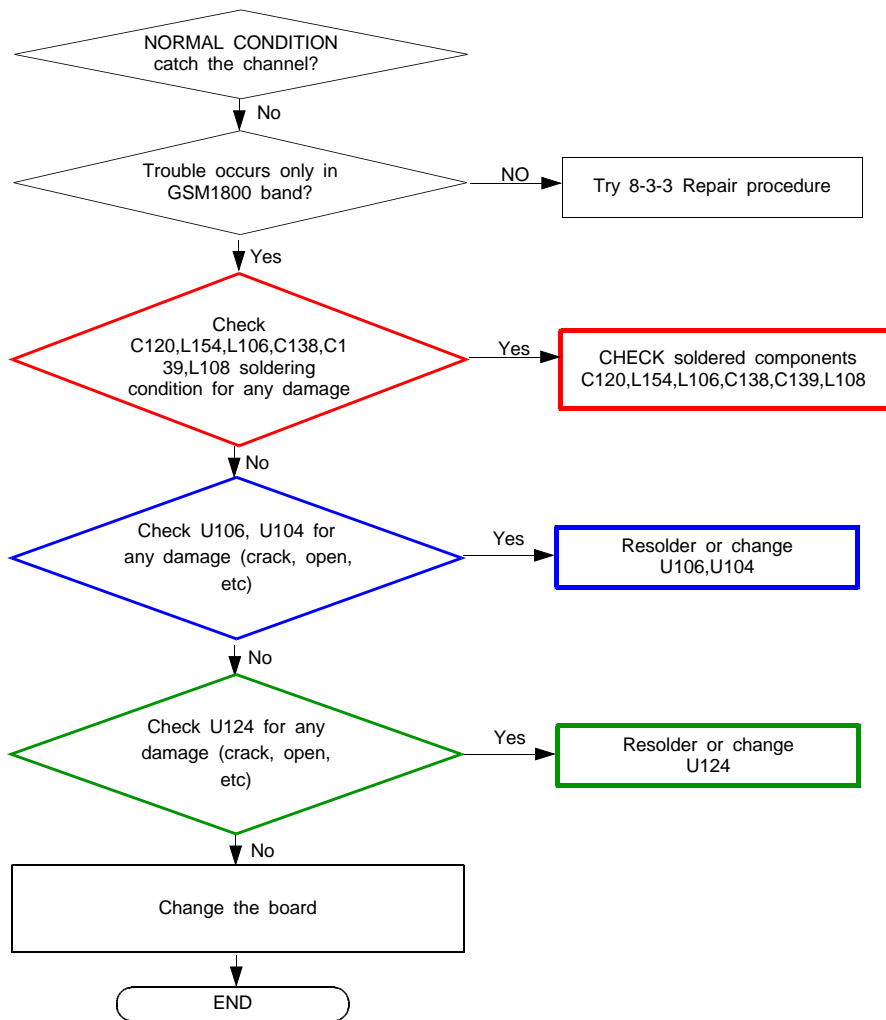 NORMAL CONDITION
catch the channel?
No
Trouble occurs only in
GSM1800 band?
NO
Try 8-3-3 Repair procedure
Yes
Check
C120,L154,L106,C138,C1
39,L108 soldering
condition for any damage
Yes
CHECK soldered components
C120,L154,L106,C138,C139,L108
No
Check U106, U104 for
any damage (crack, open,
etc)
Yes
Resolder or change
U106,U104
No
Check U124 for any
damage (crack, open,
etc)
Yes
Resolder or change
U124
No
Change the board
END